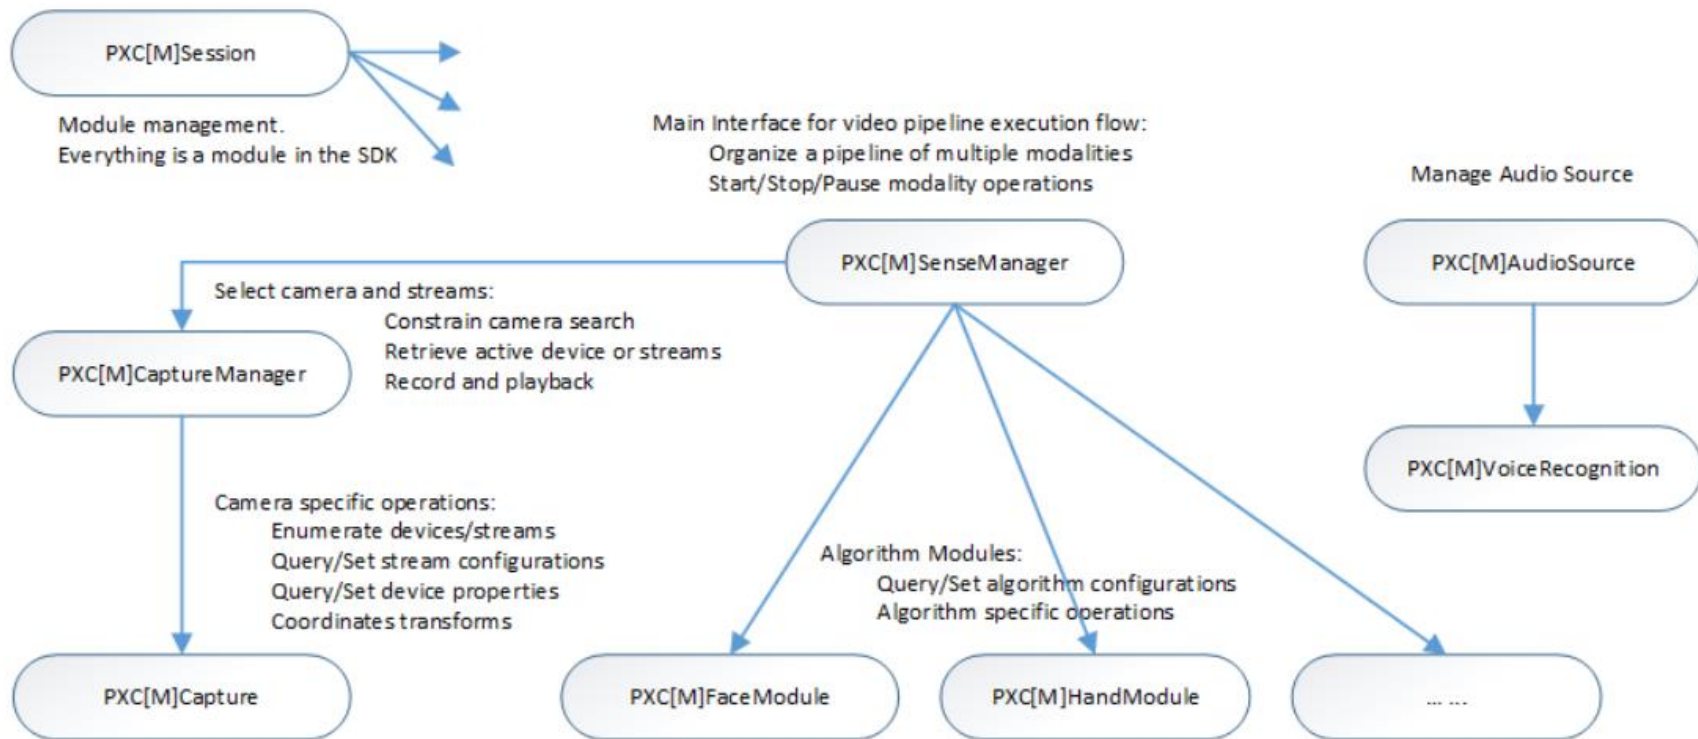 PXC[M]Session
Module management.
Everything is a module in the SDK
Main Interface for video pipeline execution flow:
Organize a pipeline of multiple modalities
Start/Stop/Pause modality operations
Manage Audio Source
PXC[M]SenseManager
PXC[M]AudioSource
Select camera and streams:
Constrain camera search
Retrieve active device or streams
Record and playback
PXC[M]CaptureManager
PXC[M]VoiceRecognition
Camera specific operations:
Enumerate devices/streams
Query/Set stream configurations
Query/Set device properties
Coordinates transforms
Algorithm Modules:
Query/Set algorithm configurations
Algorithm specific operations
PXC[M]Capture
PXC[M]FaceModule
PXC[M]HandModule
... ...